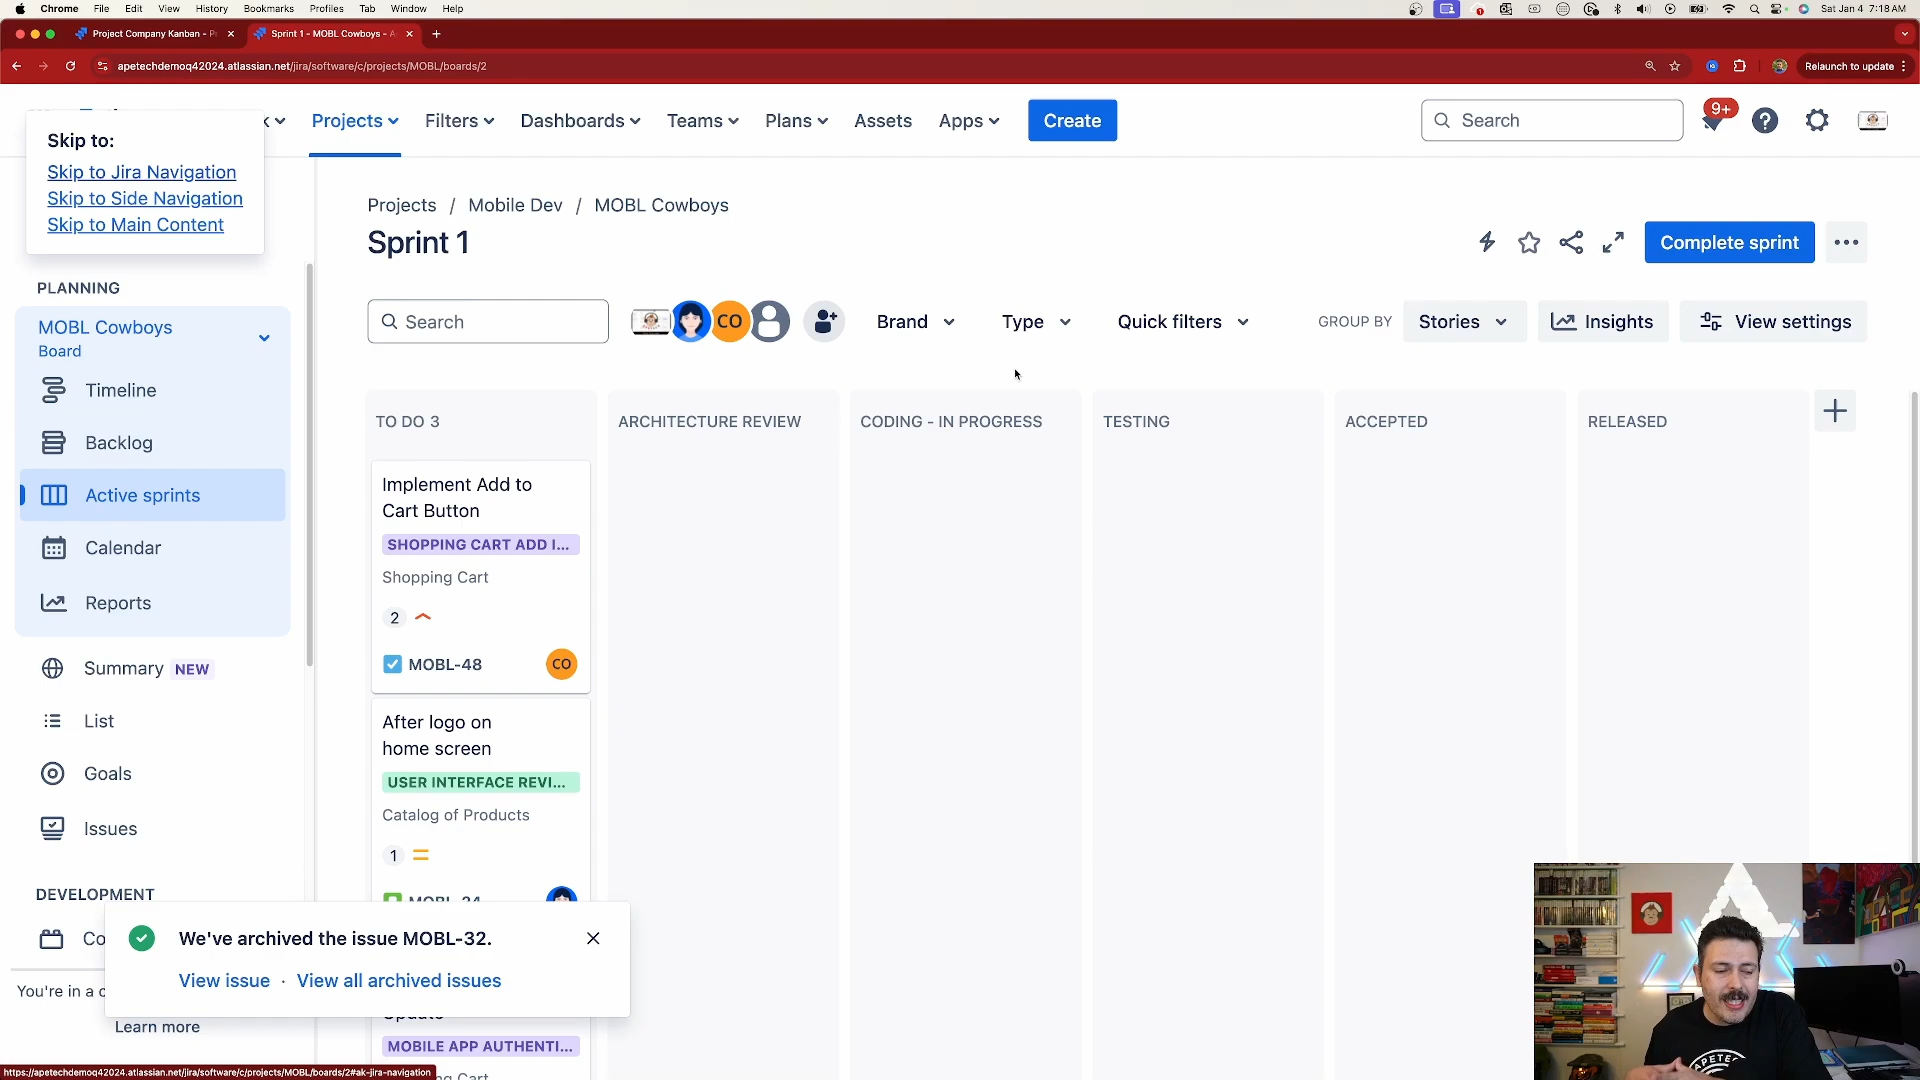 Chrome File Edit View History Bookmarks Profiles Tab Window Help
Sat Jan 4 7:18 AM
Project Company Kanban - P
Sprint 1 - MOBL Cowboys - A
apetechdemoq42024.atlassian.net/jira/software/c/projects/MOBL/boards/2
Relaunch to update
Skip to:
Skip to Jira Navigation
Skip to Side Navigation
Skip to Main Content
Projects Filters Dashboards Teams Plans Assets Apps Create
Search
9+
Projects / Mobile Dev / MOBL Cowboys
Sprint 1
Complete sprint
Search
CO
Brand Type Quick filters
GROUP BY Stories Insights View settings
PLANNING
MOBL Cowboys
Board
Timeline
Backlog
Active sprints
Calendar
Reports
Summary NEW
List
Goals
Issues
DEVELOPMENT
Co
You're in a c
Learn more
TO DO 3
ARCHITECTURE REVIEW
CODING - IN PROGRESS
TESTING
ACCEPTED
RELEASED
Implement Add to
Cart Button
SHOPPING CART ADD I...
Shopping Cart
2
MOBL-48
CO
After logo on
home screen
USER INTERFACE REVI...
Catalog of Products
1
MOBL-34
We've archived the issue MOBL-32.
View issue · View all archived issues
Update
MOBILE APP AUTHENTI...
https://apetechdemoq42024.atlassian.net/jira/software/c/projects/MOBL/boards/2#ak-jira-navigation